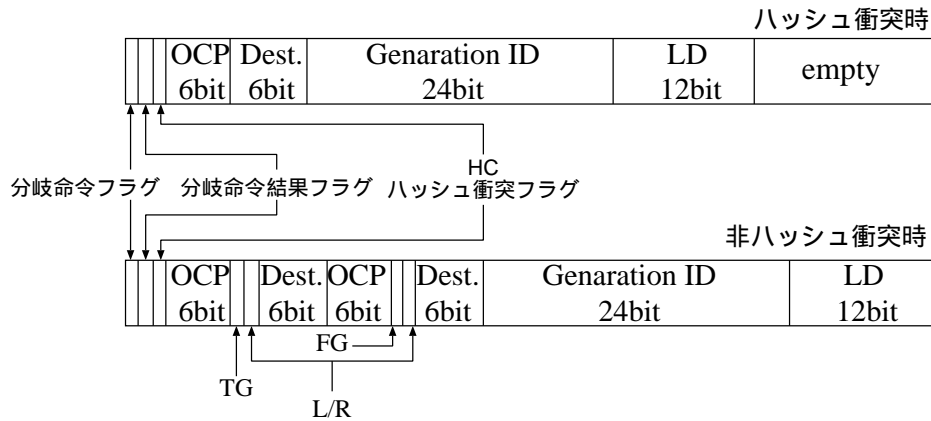 ハッシュ衝突時
OCP Dest. Genaration ID LD empty
6bit 6bit 24bit 12bit
分岐命令フラグ 分岐命令結果フラグ HC
ハッシュ衝突フラグ
非ハッシュ衝突時
OCP Dest. OCP Dest. Genaration ID LD
6bit 6bit 6bit 6bit 24bit 12bit
FG
TG
L/R